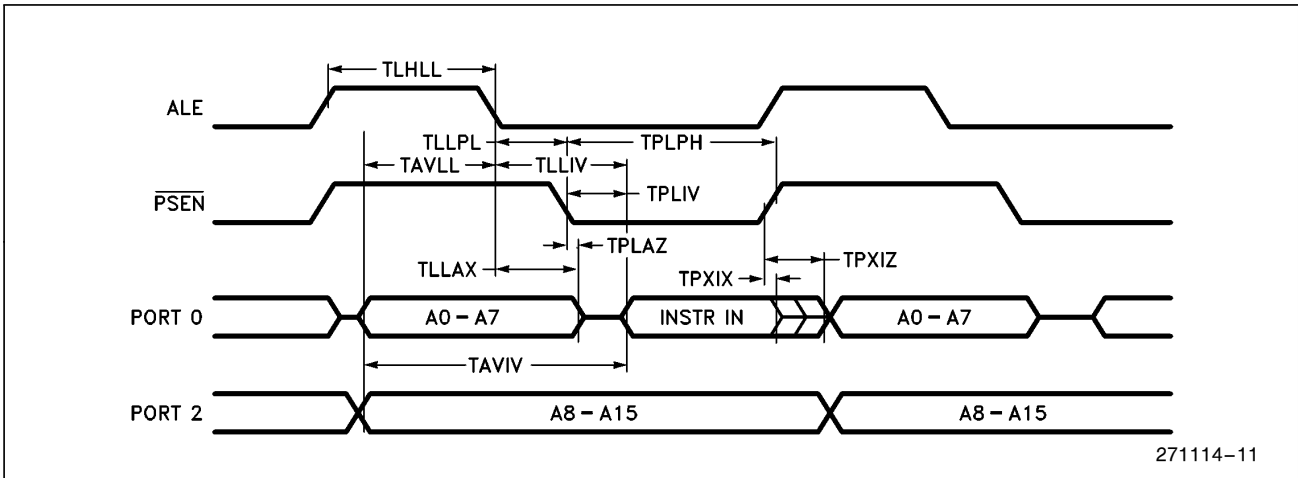 TLHLL
ALE
TLLPL TPLPH
TAVLL TLLIV
PSEN TPLIV
TPLAZ
TLLAX TPXIX TPXIZ
PORT 0 A0-A7 INSTR IN A0-A7
TAVIV
PORT 2 A8-A15 A8-A15
271114-11